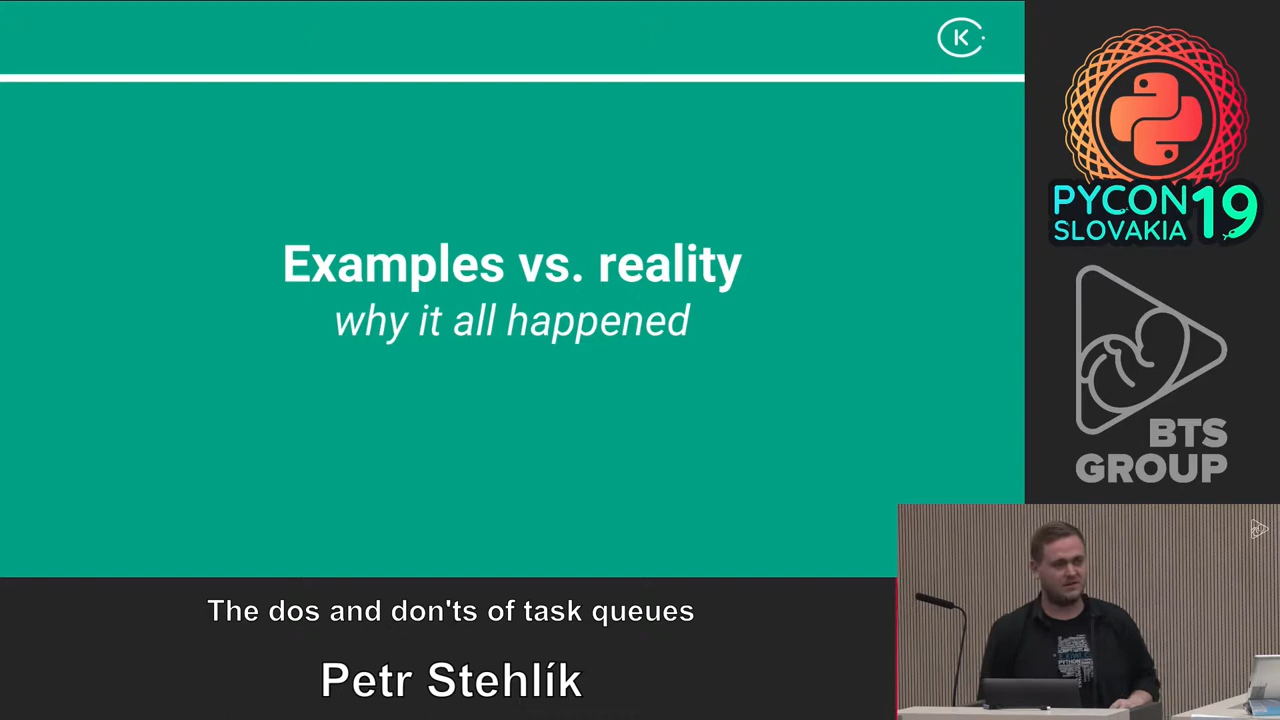 K
Examples vs. reality
why it all happened
PYCON 19
SLOVAKIA
BTS
GROUP
The dos and don'ts of task queues
Petr Stehlík
PYTHON